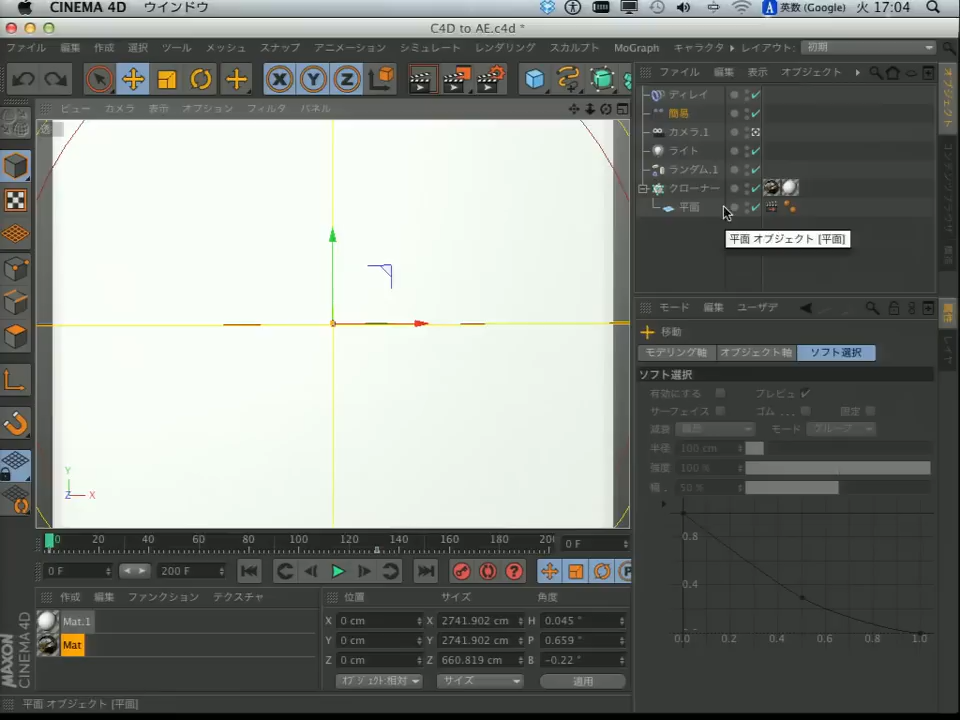 CINEMA 4D ウインドウ
英数 (Google) 火 17:04
C4D to AE.c4d *
ファイル 編集 作成 選択 ツール メッシュ スナップ アニメーション シミュレート レンダリング スカルプト MoGraph キャラクタ レイアウト: 初期
ファイル 編集 表示 オブジェクト
ビュー カメラ 表示 オプション フィルタ パネル
ディレイ
簡易
カメラ.1
ライト
ランダム.1
クローナー
平面
平面 オブジェクト [平面]
オブジェクト
モード 編集 ユーザデ
属性
移動
モデリング軸 オブジェクト軸 ソフト選択
ソフト選択
有効にする プレビュ
サーフェイス ゴム ... 固定
減衰 モード グループ
半径 100 cm
強度 100 %
幅 . 50 %
0.8
0.4
0.0 0.2 0.4 0.6 0.8 1.0
Y
Z X
0 20 40 60 80 100 120 140 160 180 20
0 F
0 F 200 F
作成 編集 ファンクション テクスチャ
Mat.1
Mat
位置 サイズ 角度
X 0 cm X 2741.902 cm H 0.045 °
Y 0 cm Y 2741.902 cm P 0.659 °
Z 0 cm Z 660.819 cm B -0.22 °
オブジェクト相対 サイズ 適用
MAXON
CINEMA 4D
平面 オブジェクト [平面]